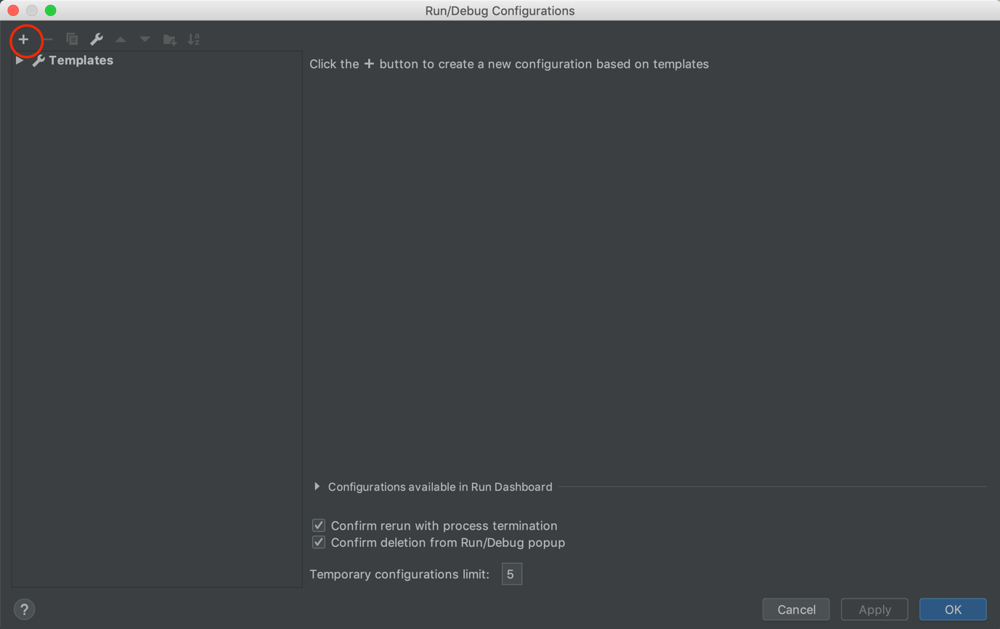 Run/Debug Configurations
Templates
Click the + button to create a new configuration based on templates
Configurations available in Run Dashboard
Confirm rerun with process termination
Confirm deletion from Run/Debug popup
Temporary configurations limit: 5
? Cancel Apply OK